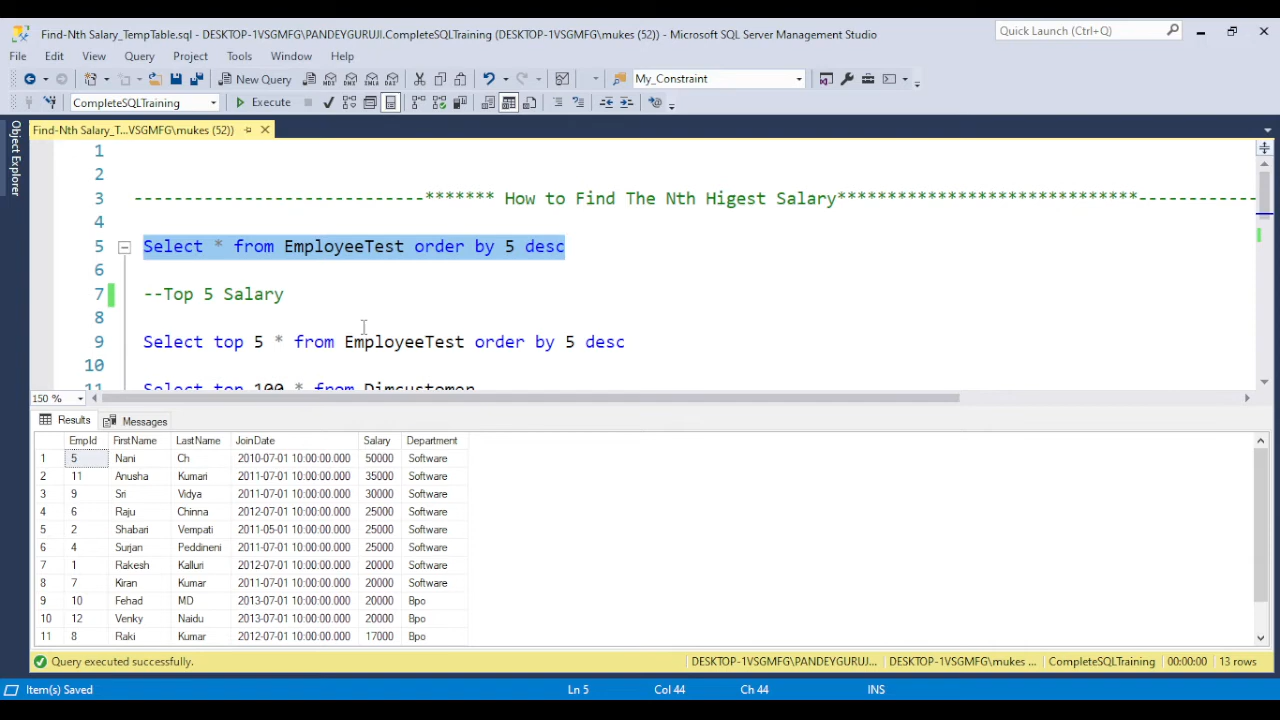 Find-Nth Salary_TempTable.sql - DESKTOP-1VSGMFG\PANDEYGURUJI.CompleteSQLTraining (DESKTOP-1VSGMFG\mukes (52)) - Microsoft SQL Server Management Studio
Quick Launch (Ctrl+Q)
File Edit View Query Project Tools Window Help
New Query
MDX DMX XMLA DAX
My_Constraint
CompleteSQLTraining
Execute
Find-Nth Salary_T...VSGMFG\mukes (52))
Object Explorer
1
2
3 ----------------------------******* How to Find The Nth Higest Salary*****************************------------
4
5 Select * from EmployeeTest order by 5 desc
6
7 --Top 5 Salary
8
9 Select top 5 * from EmployeeTest order by 5 desc
10
11 Select top 100 * from Dimcustomer
150 %
Results Messages
EmpId FirstName LastName JoinDate Salary Department
1 5 Nani Ch 2010-07-01 10:00:00.000 50000 Software
2 11 Anusha Kumari 2011-07-01 10:00:00.000 35000 Software
3 9 Sri Vidya 2011-07-01 10:00:00.000 30000 Software
4 6 Raju Chinna 2012-07-01 10:00:00.000 25000 Software
5 2 Shabari Vempati 2011-05-01 10:00:00.000 25000 Software
6 4 Surjan Peddineni 2011-07-01 10:00:00.000 25000 Software
7 1 Rakesh Kalluri 2012-07-01 10:00:00.000 20000 Software
8 7 Kiran Kumar 2011-07-01 10:00:00.000 20000 Software
9 10 Fehad MD 2013-07-01 10:00:00.000 20000 Bpo
10 12 Venky Naidu 2013-07-01 10:00:00.000 20000 Bpo
11 8 Raki Kumar 2012-07-01 10:00:00.000 17000 Bpo
Query executed successfully.
DESKTOP-1VSGMFG\PANDEYGURUJI... DESKTOP-1VSGMFG\mukes ... CompleteSQLTraining 00:00:00 13 rows
Item(s) Saved
Ln 5 Col 44 Ch 44 INS